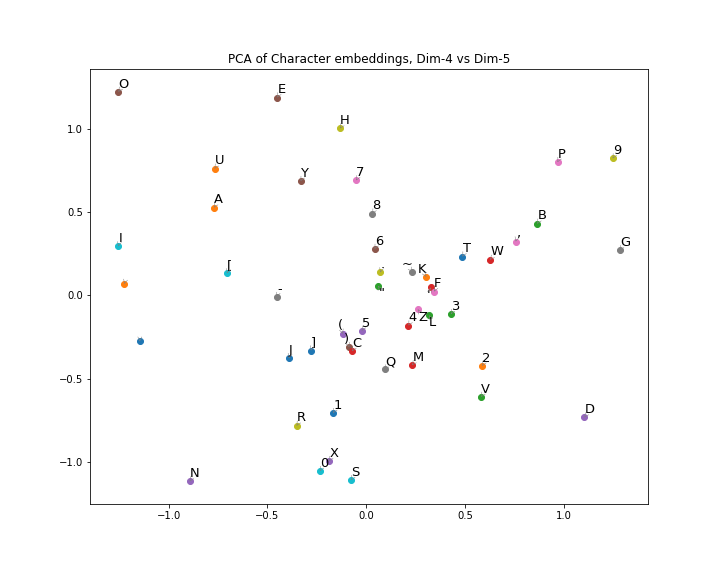 PCA of Character embeddings, Dim-4 vs Dim-5
O
E
H
U
Y
7
P
9
A
8
B
I
6
T
W
,
G
[
~
K
-
F
"
3
(
5
4
Z
L
|
]
)
C
Q
M
2
V
D
1
R
N
0
X
S
1.0
0.5
0.0
−0.5
−1.0
−1.0
−0.5
0.0
0.5
1.0